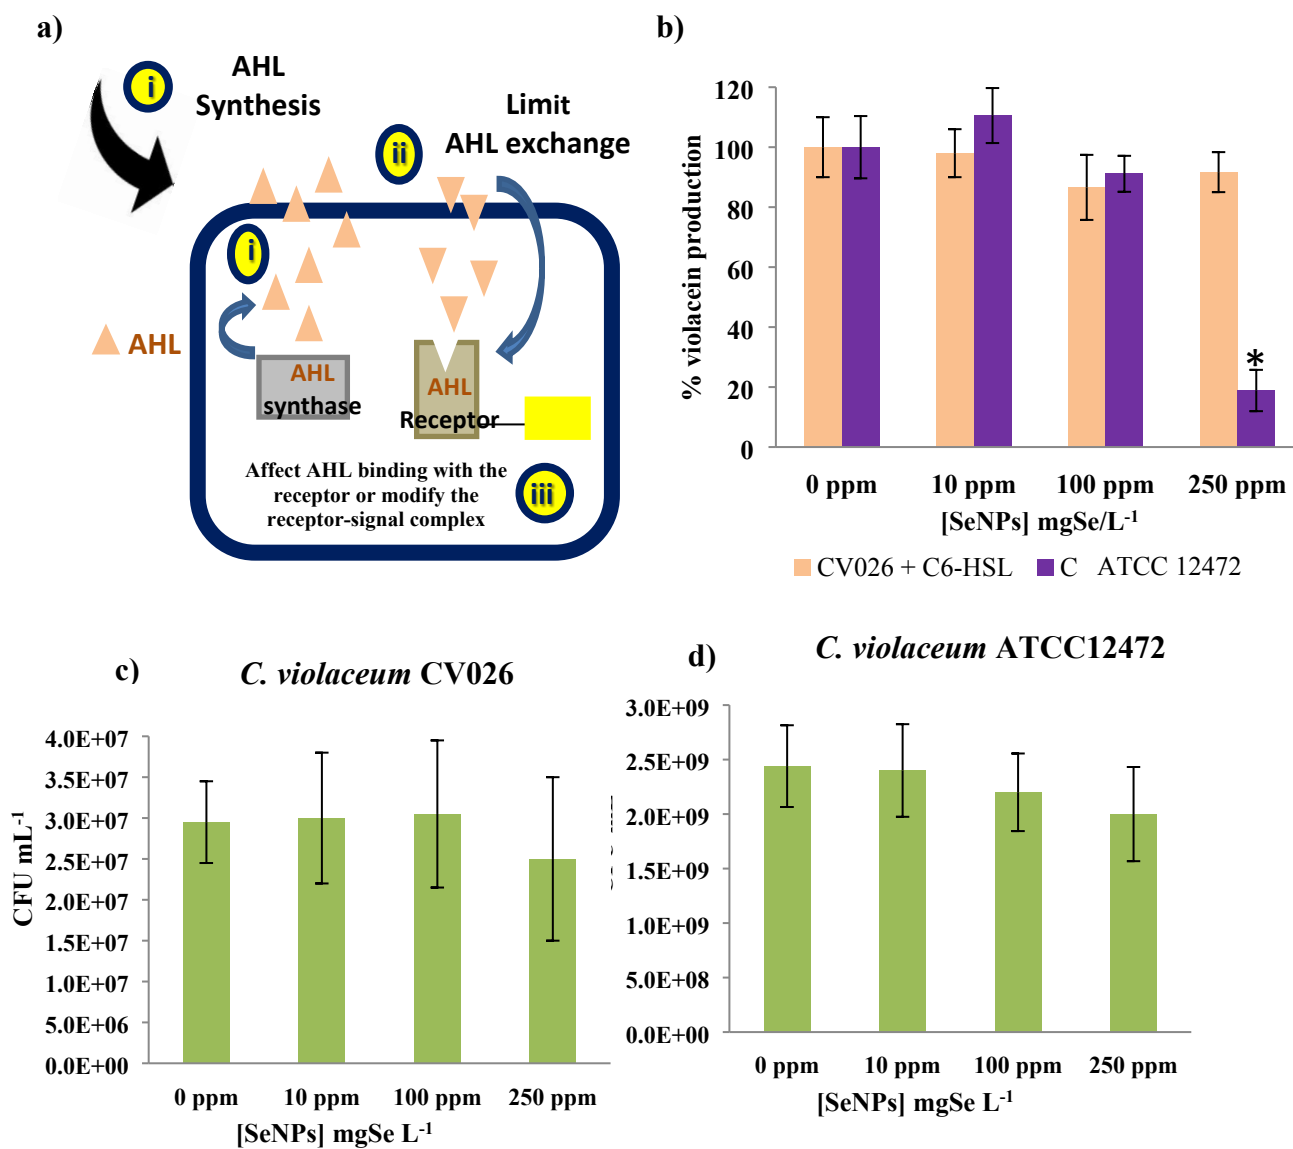 a)
i
AHL
Synthesis
Limit
AHL exchange
ii
i
AHL
AHL
synthase
AHL
Receptor
Affect AHL binding with the
receptor or modify the
receptor-signal complex
iii
b)
% violacein production
120
100
80
60
40
20
0
*
0 ppm 10 ppm 100 ppm 250 ppm
[SeNPs] mgSe/L⁻¹
CV026 + C6-HSL C ATCC 12472
c)
C. violaceum CV026
CFU mL⁻¹
4.0E+07
3.5E+07
3.0E+07
2.5E+07
2.0E+07
1.5E+07
1.0E+07
5.0E+06
0.0E+00
0 ppm 10 ppm 100 ppm 250 ppm
[SeNPs] mgSe L⁻¹
d)
C. violaceum ATCC12472
3.0E+09
2.5E+09
2.0E+09
1.5E+09
1.0E+09
5.0E+08
0.0E+00
0 ppm 10 ppm 100 ppm 250 ppm
[SeNPs] mgSe L⁻¹